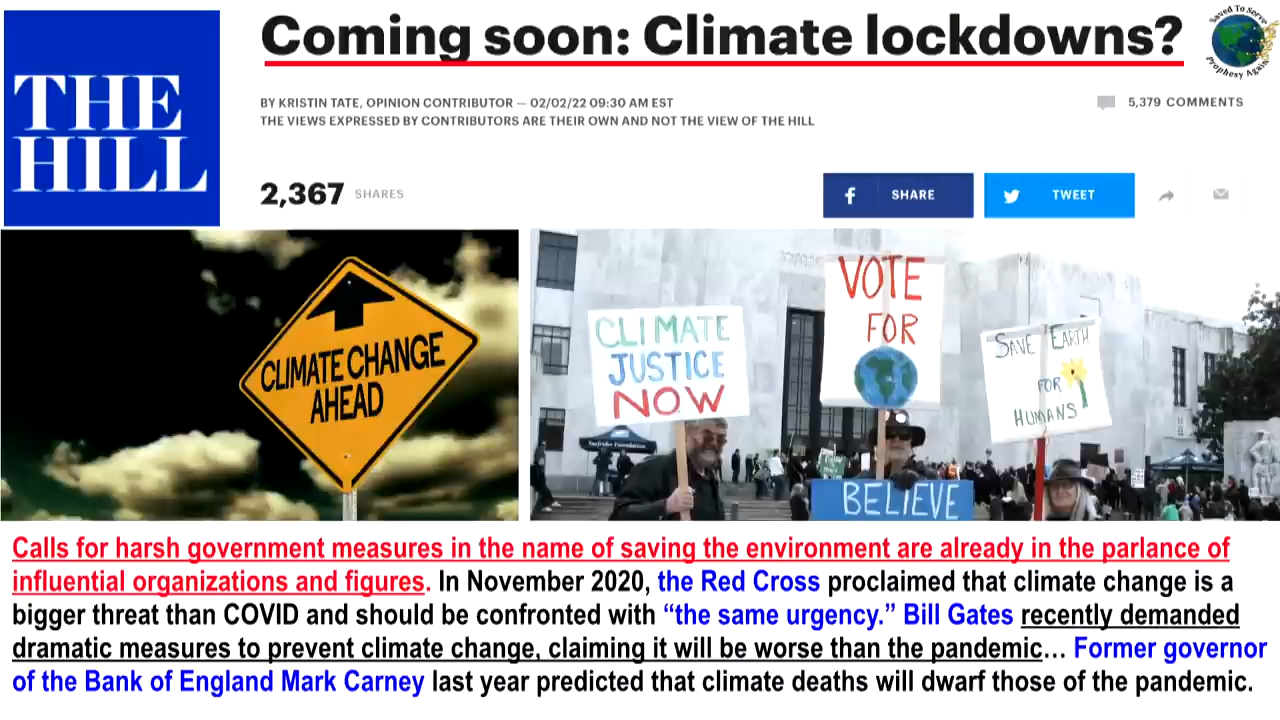 Coming soon: Climate lockdowns?
Saved To Serve
Prophesy Again
THE
HILL
BY KRISTIN TATE, OPINION CONTRIBUTOR — 02/02/22 09:30 AM EST
5,379 COMMENTS
THE VIEWS EXPRESSED BY CONTRIBUTORS ARE THEIR OWN AND NOT THE VIEW OF THE HILL
2,367 SHARES
f SHARE
TWEET
CLIMATE CHANGE
AHEAD
CLIMATE
JUSTICE
NOW
VOTE
FOR
SAVE EARTH
FOR
HUMANS
Surfrider Foundation
BELIEVE
Calls for harsh government measures in the name of saving the environment are already in the parlance of
influential organizations and figures. In November 2020, the Red Cross proclaimed that climate change is a
bigger threat than COVID and should be confronted with “the same urgency.” Bill Gates recently demanded
dramatic measures to prevent climate change, claiming it will be worse than the pandemic... Former governor
of the Bank of England Mark Carney last year predicted that climate deaths will dwarf those of the pandemic.